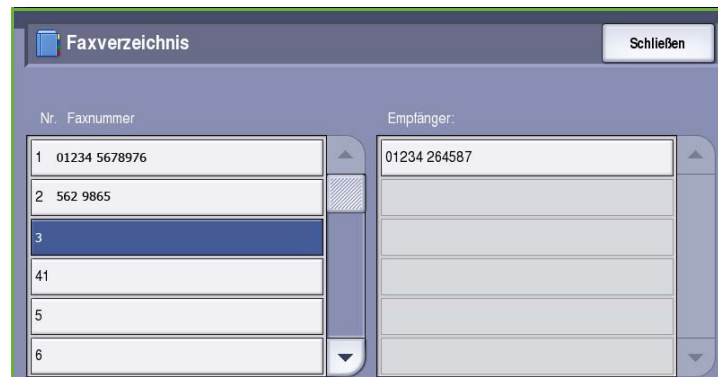 Faxverzeichnis
Schließen
Nr. Faxnummer
Empfänger:
1 01234 5678976
01234 264587
2 562 9865
3
41
5
6